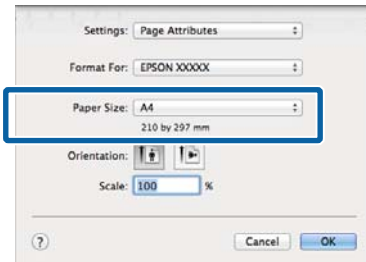 Settings: Page Attributes
Format For: EPSON XXXXX
Paper Size: A4
210 by 297 mm
Orientation:
Scale: 100 %
? Cancel OK